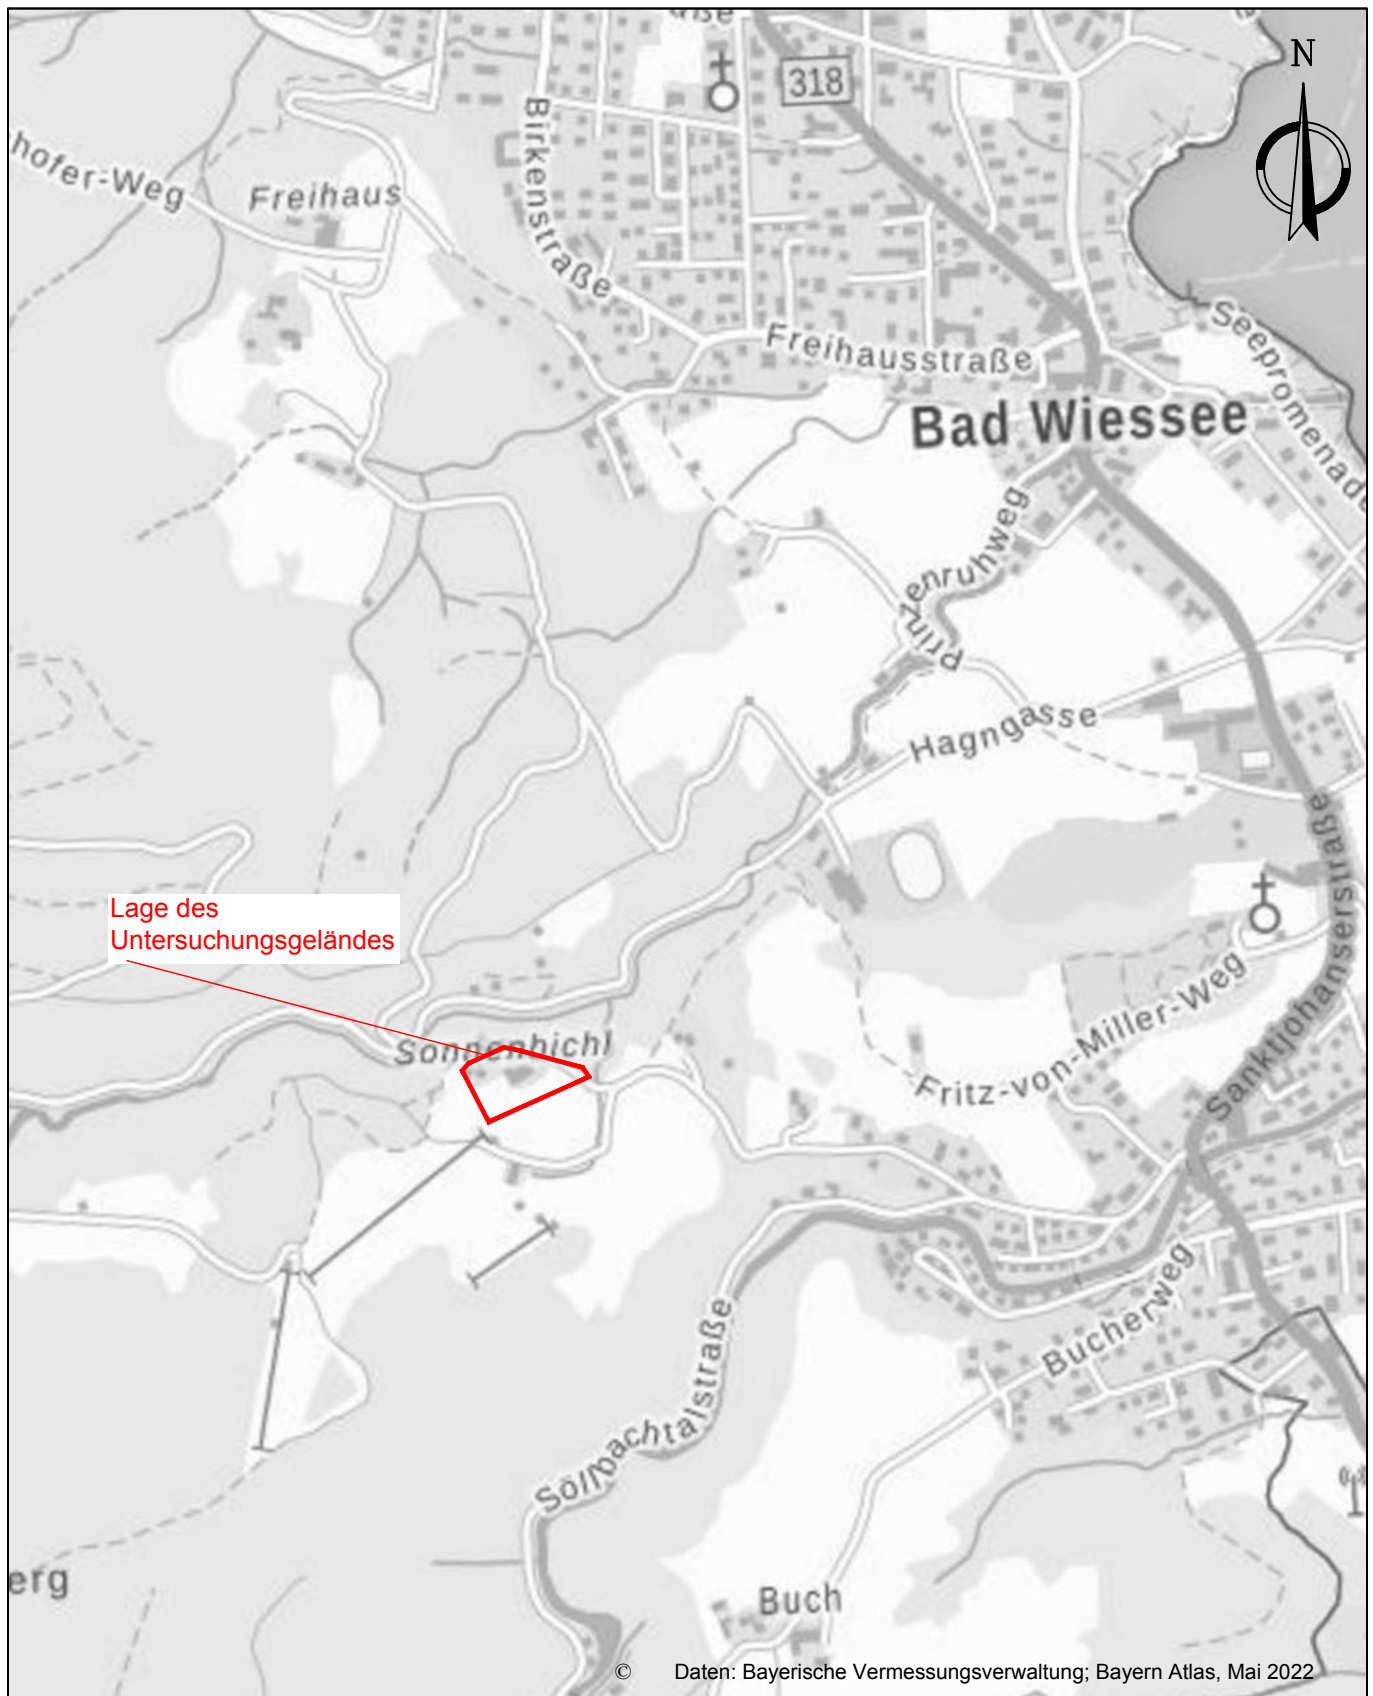 aße
N
318
hofer-Weg
Freihaus
Birkenstraße
Seepromenade
Freihausstraße
Bad Wiessee
Prinzenruhweg
Hagngasse
Lage des
Untersuchungsgeländes
Sonnenbichl
Fritz-von-Miller-Weg
Sanktjohanserstraße
Bucherweg
Söllbachtalstraße
erg
Buch
© Daten: Bayerische Vermessungsverwaltung; Bayern Atlas, Mai 2022